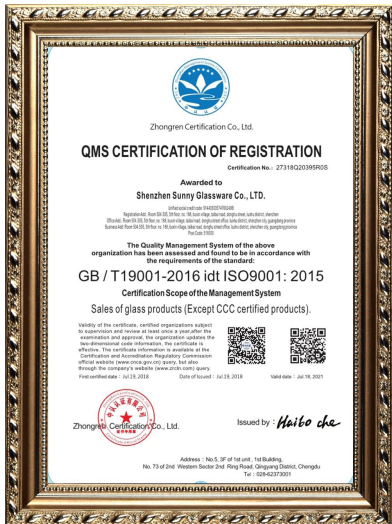 Zhongren Certification Co., Ltd.
QMS CERTIFICATION OF REGISTRATION
Certification No.: 27318Q20395R0S
Awarded to
Shenzhen Sunny Glassware Co., LTD.
The Quality Management System of the above
organization has been assessed and found to be in accordance with
the requirements of the standard:
GB / T19001-2016 idt ISO9001: 2015
Certification Scope of the Management System
Sales of glass products (Except CCC certified products).
Validity of the certificate, certified organizations subject
to supervision and review at least once a year,after the
examination and approval, the organization updates the
two-dimensional code information, the certificate is
effective. The certificate information is available at the
Certification and Accreditation Regulatory Commission
official website (www.cnca.gov.cn) query, but also
through the company's website (www.zrcln.com) query.
First certified date : Jul.19, 2018 Date of Issued : Jul.19, 2018 Valid date : Jul.18, 2021
Zhongren Certification Co., Ltd.
Issued by : Haibo che
Address : No.5, 3F of 1st unit , 1st Building,
No. 73 of 2nd Western Sector 2nd Ring Road, Qingyang District, Chengdu
Tel : 028-62373001